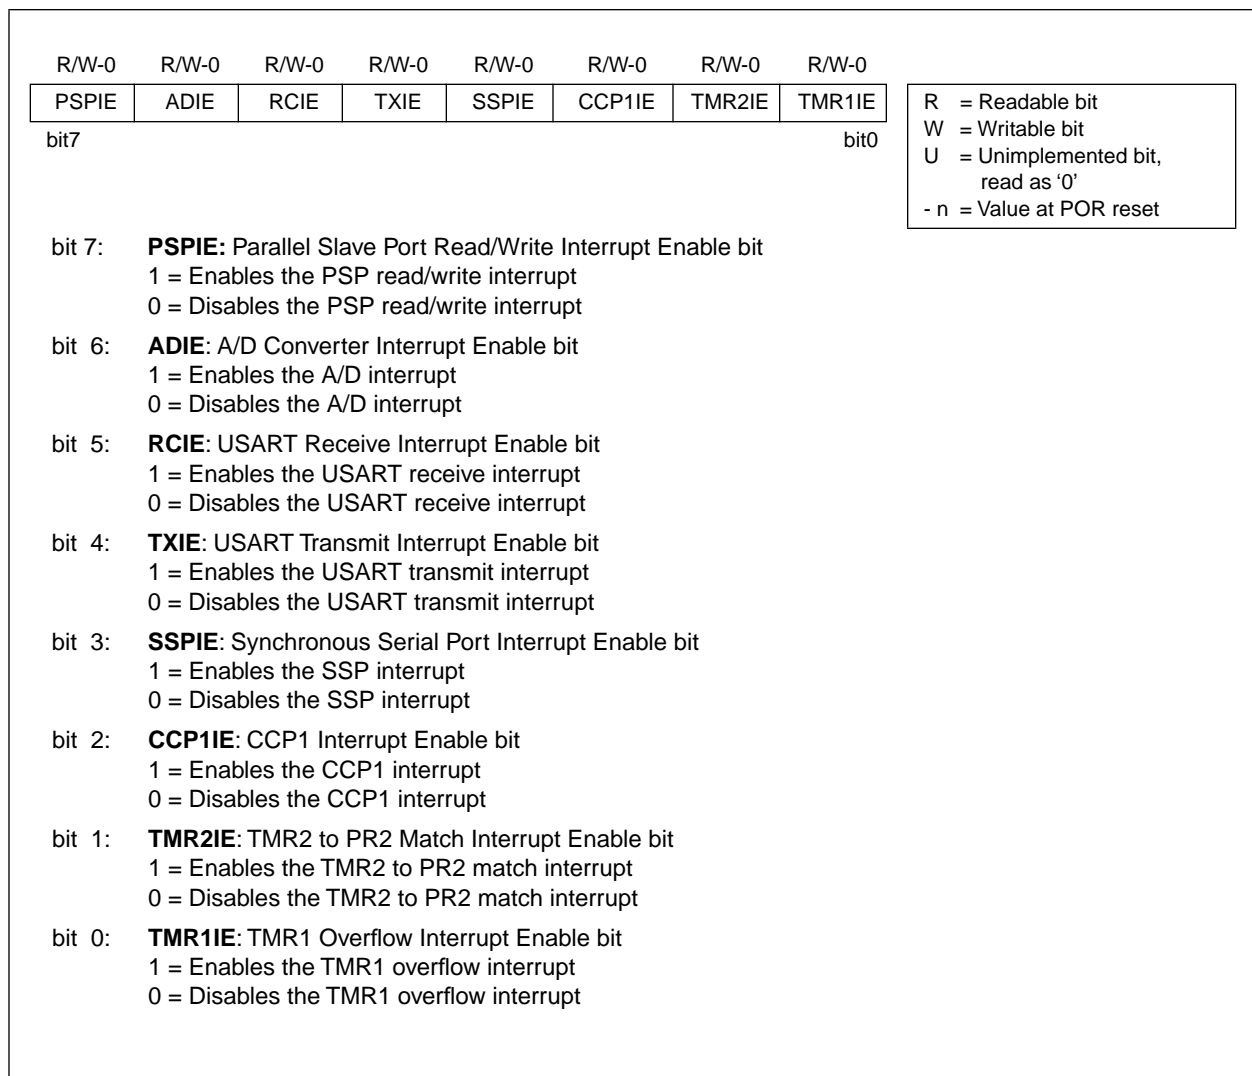 R/W-0 R/W-0 R/W-0 R/W-0 R/W-0 R/W-0 R/W-0 R/W-0
PSPIE ADIE RCIE TXIE SSPIE CCP1IE TMR2IE TMR1IE
bit7 bit0
R = Readable bit
W = Writable bit
U = Unimplemented bit,
read as ‘0’
- n = Value at POR reset
bit 7: PSPIE: Parallel Slave Port Read/Write Interrupt Enable bit
1 = Enables the PSP read/write interrupt
0 = Disables the PSP read/write interrupt
bit 6: ADIE: A/D Converter Interrupt Enable bit
1 = Enables the A/D interrupt
0 = Disables the A/D interrupt
bit 5: RCIE: USART Receive Interrupt Enable bit
1 = Enables the USART receive interrupt
0 = Disables the USART receive interrupt
bit 4: TXIE: USART Transmit Interrupt Enable bit
1 = Enables the USART transmit interrupt
0 = Disables the USART transmit interrupt
bit 3: SSPIE: Synchronous Serial Port Interrupt Enable bit
1 = Enables the SSP interrupt
0 = Disables the SSP interrupt
bit 2: CCP1IE: CCP1 Interrupt Enable bit
1 = Enables the CCP1 interrupt
0 = Disables the CCP1 interrupt
bit 1: TMR2IE: TMR2 to PR2 Match Interrupt Enable bit
1 = Enables the TMR2 to PR2 match interrupt
0 = Disables the TMR2 to PR2 match interrupt
bit 0: TMR1IE: TMR1 Overflow Interrupt Enable bit
1 = Enables the TMR1 overflow interrupt
0 = Disables the TMR1 overflow interrupt